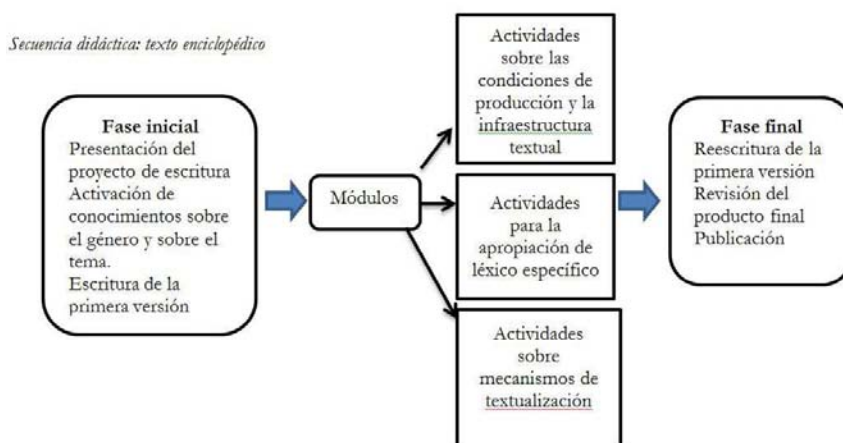 Secuencia didáctica: texto enciclopédico
Fase inicial
Presentación del
proyecto de escritura
Activación de
conocimientos sobre
el género y sobre el
tema.
Escritura de la
primera versión
Módulos
Actividades
sobre las
condiciones de
producción y la
infraestructura
textual
Actividades
para la
apropiación de
léxico específico
Actividades
sobre
mecanismos de
textualización
Fase final
Reescritura de la
primera versión
Revisión del
producto final
Publicación